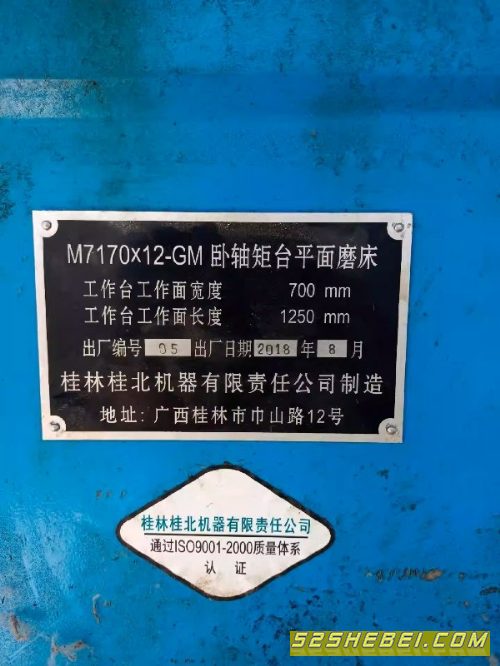 M7170x12-GM 卧轴矩台平面磨床
工作台工作面宽度 700 mm
工作台工作面长度 1250 mm
出厂编号 05 出厂日期 2018 年 8 月
桂林桂北机器有限责任公司制造
地址: 广西桂林市巾山路12号
桂林桂北机器有限责任公司
通过ISO9001-2000质量体系
认 证
52SHEBEI.COM